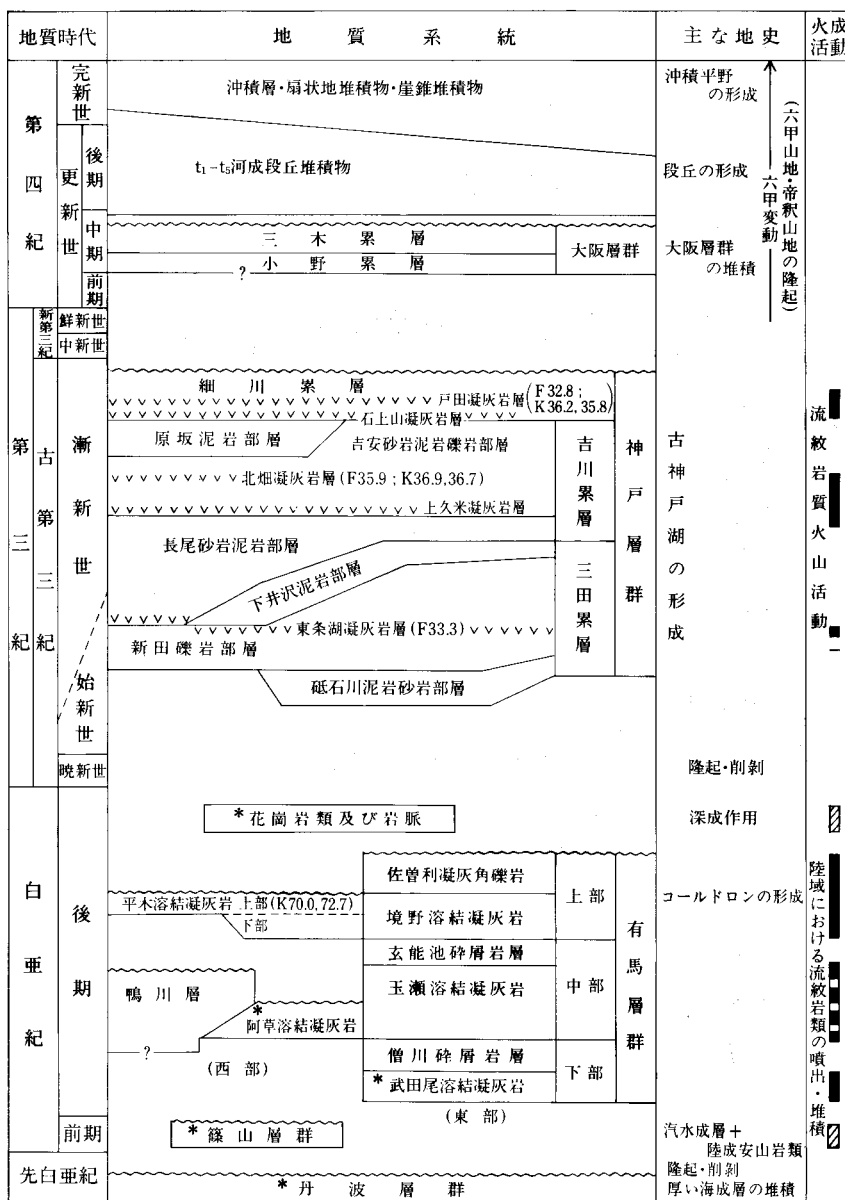 地質時代
地質系統
主な地史
火成活動
第四紀
完新世
更新世
後期
中期
前期
沖積層・扇状地堆積物・崖錐堆積物
t₁-t₅河成段丘堆積物
三木累層
小野累層
?
大阪層群
沖積平野の形成
段丘の形成
大阪層群の堆積
六甲変動
(六甲山地・帝釈山地の隆起)
第三紀
新第三紀
鮮新世
中新世
古第三紀
漸新世
始新世
暁新世
細川累層
戸田凝灰岩層(F32.8; K36.2, 35.8)
石上山凝灰岩層
原坂泥岩部層
吉安砂岩泥岩礫岩部層
北畑凝灰岩層(F35.9; K36.9, 36.7)
上久米凝灰岩層
長尾砂岩泥岩部層
下井沢泥岩部層
東条湖凝灰岩層(F33.3)
新田礫岩部層
砥石川泥岩砂岩部層
吉川累層
三田累層
神戸層群
古神戸湖の形成
流紋岩質火山活動
隆起・削剝
白亜紀
後期
前期
*花崗岩類及び岩脈
深成作用
佐曽利凝灰角礫岩
平木溶結凝灰岩 上部(K70.0, 72.7)
下部
境野溶結凝灰岩
玄能池砕屑岩層
鴨川層
玉瀬溶結凝灰岩
*
阿草溶結凝灰岩
?
僧川砕屑岩層
*武田尾溶結凝灰岩
(西部)
(東部)
上部
中部
下部
有馬層群
コールドロンの形成
陸域における流紋岩類の噴出・堆積
*篠山層群
汽水成層+
陸成安山岩類
先白亜紀
*丹波層群
隆起・削剝
厚い海成層の堆積